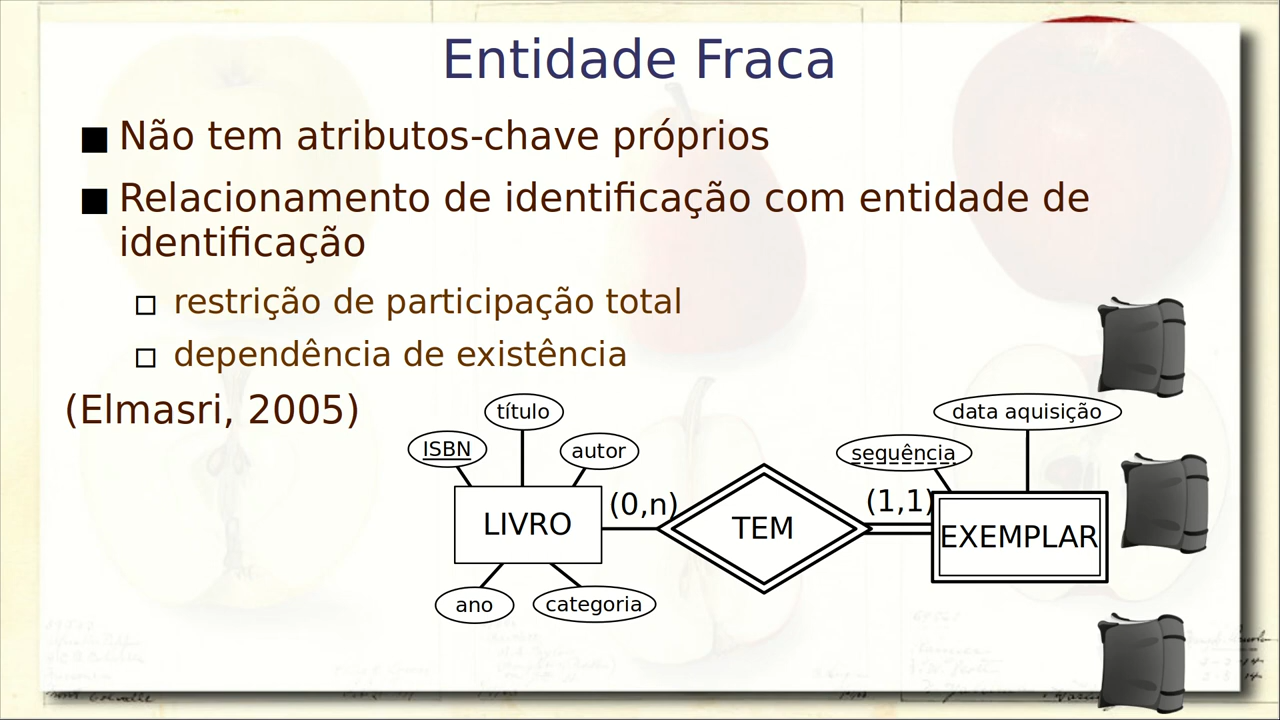 Entidade Fraca
Não tem atributos-chave próprios
Relacionamento de identificação com entidade de
identificação
restrição de participação total
dependência de existência
(Elmasri, 2005)
título
data aquisição
ISBN
autor
sequência
(0,n)
(1,1)
LIVRO
TEM
EXEMPLAR
ano
categoria